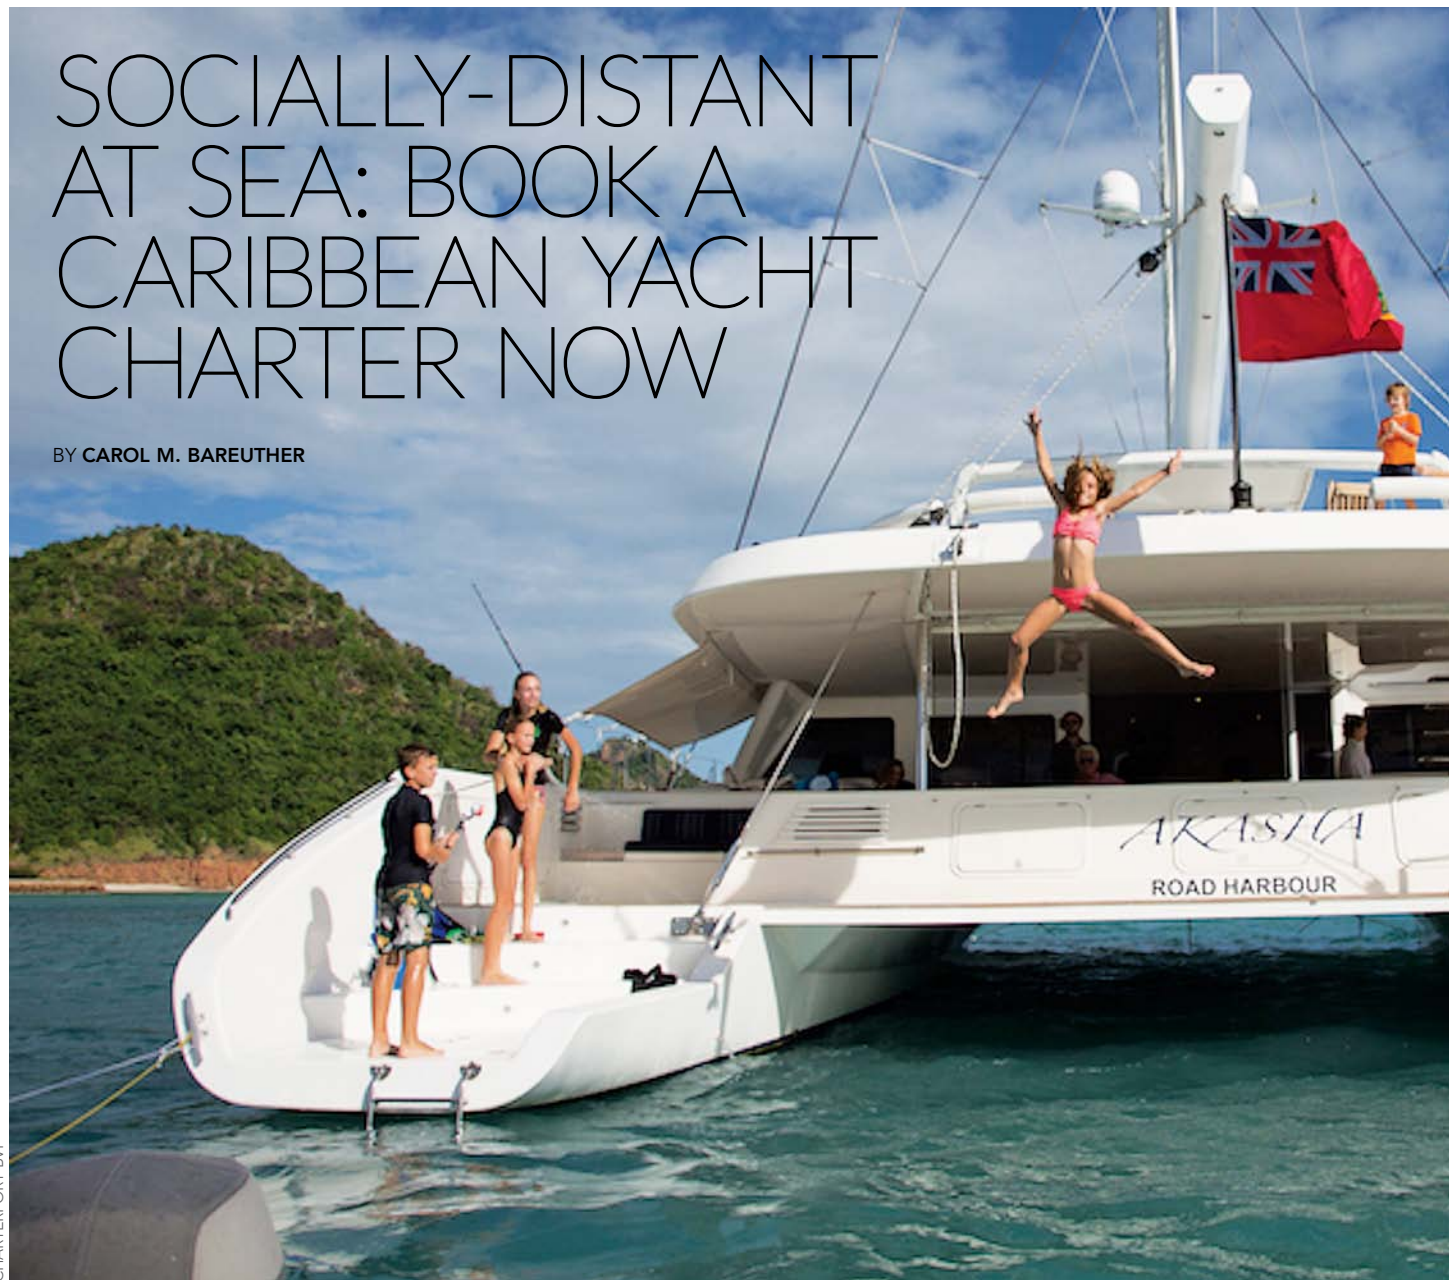 SOCIALLY-DISTANT
AT SEA: BOOK A
CARIBBEAN YACHT
CHARTER NOW
BY CAROL M. BAREUTHER
AKASHA
ROAD HARBOUR